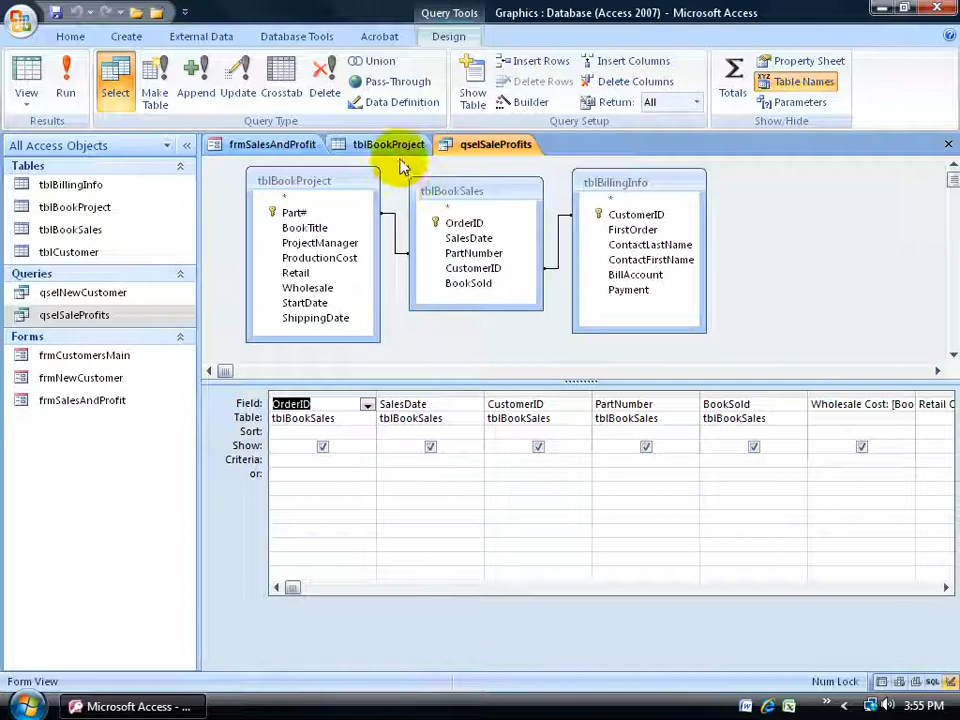 Query Tools
Graphics : Database (Access 2007) - Microsoft Access
Home
Create
External Data
Database Tools
Acrobat
Design
View
Run
Results
Select
Make Table
Append
Update
Crosstab
Delete
Union
Pass-Through
Data Definition
Query Type
Show Table
Insert Rows
Delete Rows
Builder
Insert Columns
Delete Columns
Return: All
Query Setup
Σ
Totals
Property Sheet
XYZ Table Names
Parameters
Show/Hide
All Access Objects
Tables
tblBillingInfo
tblBookProject
tblBookSales
tblCustomer
Queries
qselNewCustomer
qselSaleProfits
Forms
frmCustomersMain
frmNewCustomer
frmSalesAndProfit
frmSalesAndProfit
tblBookProject
qselSaleProfits
tblBookProject
*
Part#
BookTitle
ProjectManager
ProductionCost
Retail
Wholesale
StartDate
ShippingDate
tblBookSales
*
OrderID
SalesDate
PartNumber
CustomerID
BookSold
tblBillingInfo
*
CustomerID
FirstOrder
ContactLastName
ContactFirstName
BillAccount
Payment
Field: OrderID SalesDate CustomerID PartNumber BookSold Wholesale Cost: [Boo Retail C
Table: tblBookSales tblBookSales tblBookSales tblBookSales tblBookSales
Sort:
Show:
Criteria:
or:
Form View
Num Lock
SQL
Microsoft Access - ...
3:55 PM